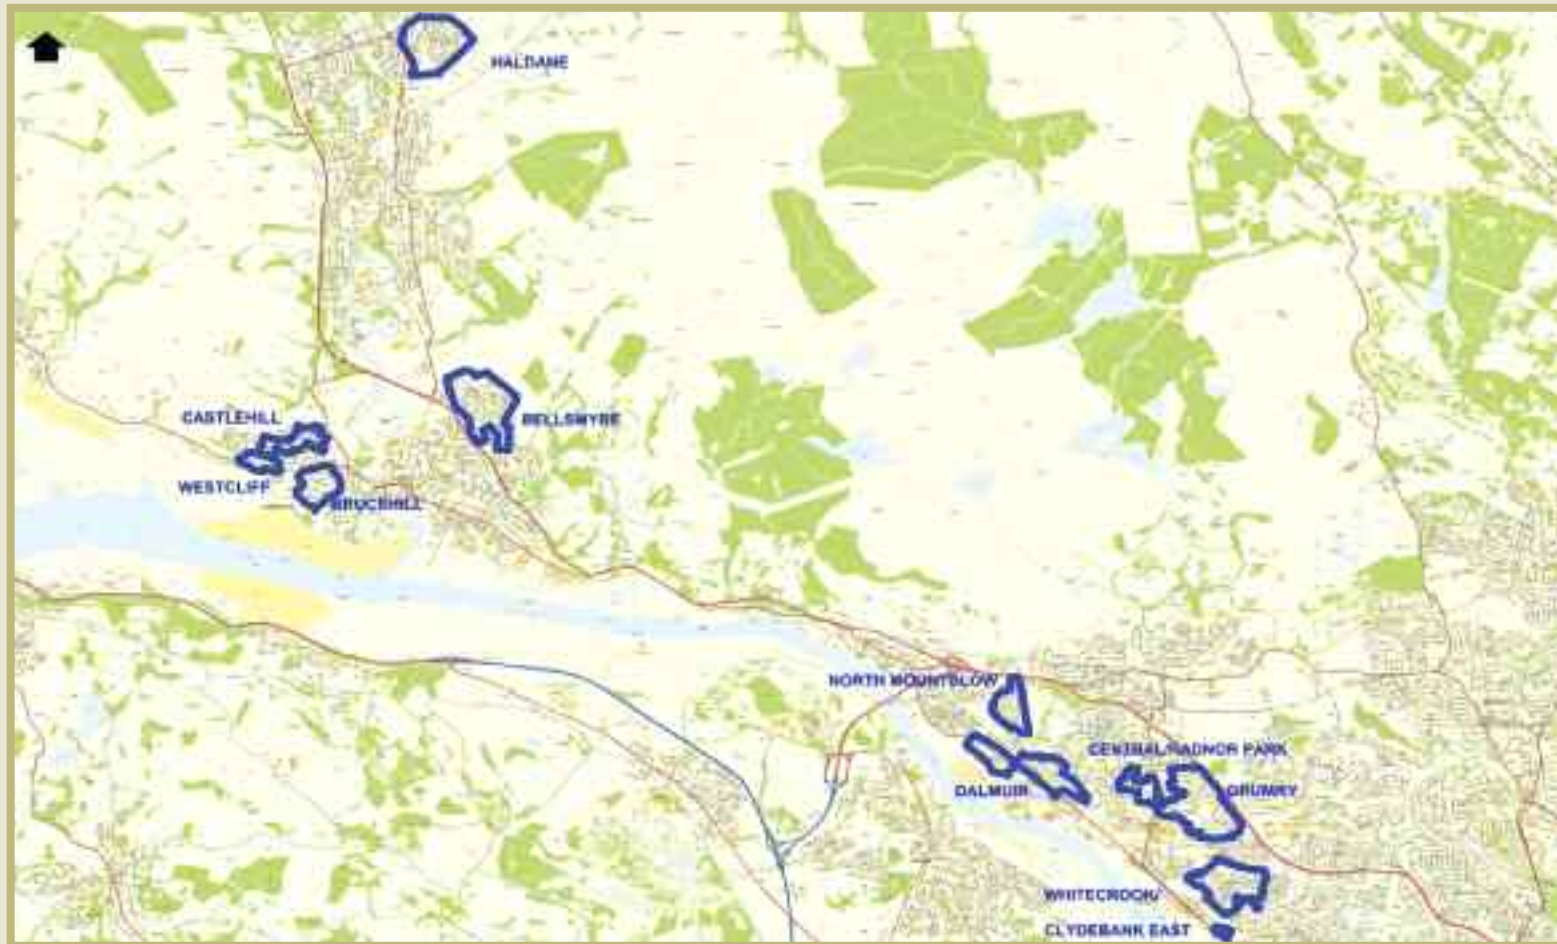 HALDANE
CASTLEHILL
BELLSMYRE
WESTCLIFF
BRUCEHILL
NORTH MOUNTBLOW
CENTRAL/RADNOR PARK
DALMUIR
DRUMRY
WHITECROOK/
CLYDEBANK EAST